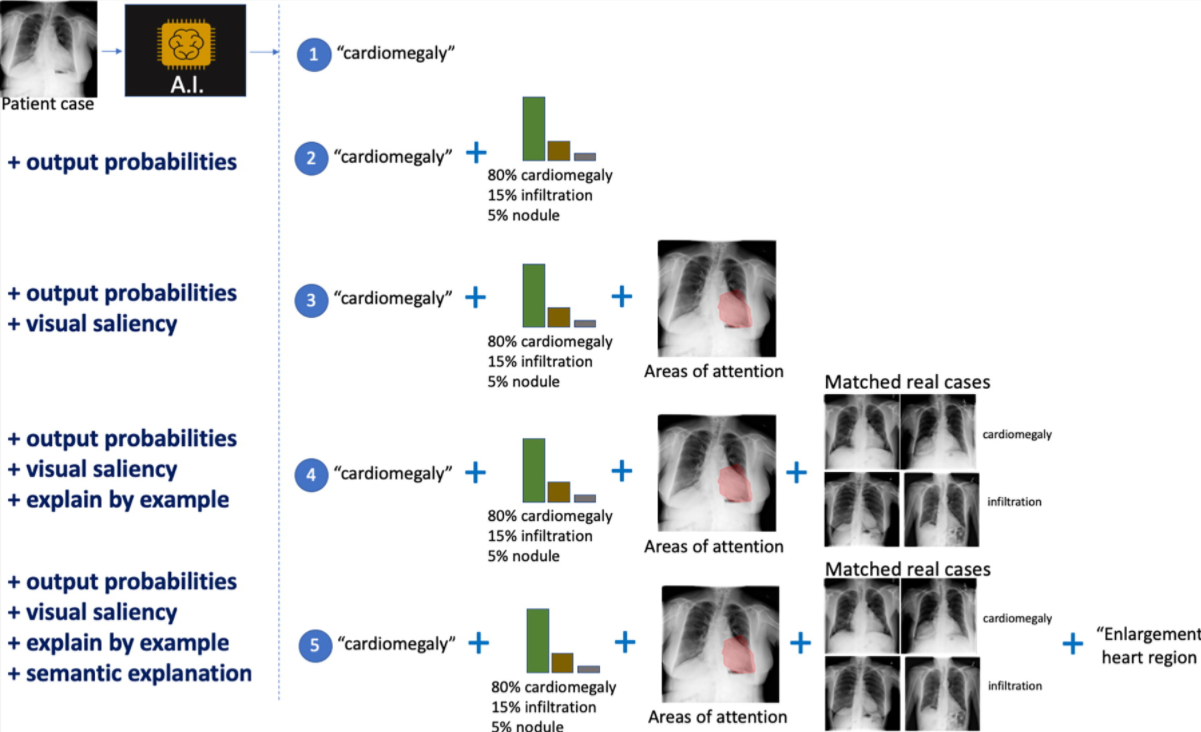 A.I.
Patient case
1 “cardiomegaly”
+ output probabilities
2 “cardiomegaly” +
80% cardiomegaly
15% infiltration
5% nodule
+ output probabilities
+ visual saliency
3 “cardiomegaly” + +
80% cardiomegaly
15% infiltration
5% nodule
Areas of attention
+ output probabilities
+ visual saliency
+ explain by example
4 “cardiomegaly” + + +
80% cardiomegaly
15% infiltration
5% nodule
Areas of attention
Matched real cases
cardiomegaly
infiltration
+ output probabilities
+ visual saliency
+ explain by example
+ semantic explanation
5 “cardiomegaly” + + + +
80% cardiomegaly
15% infiltration
5% nodule
Areas of attention
Matched real cases
cardiomegaly
infiltration
“Enlargement
heart region